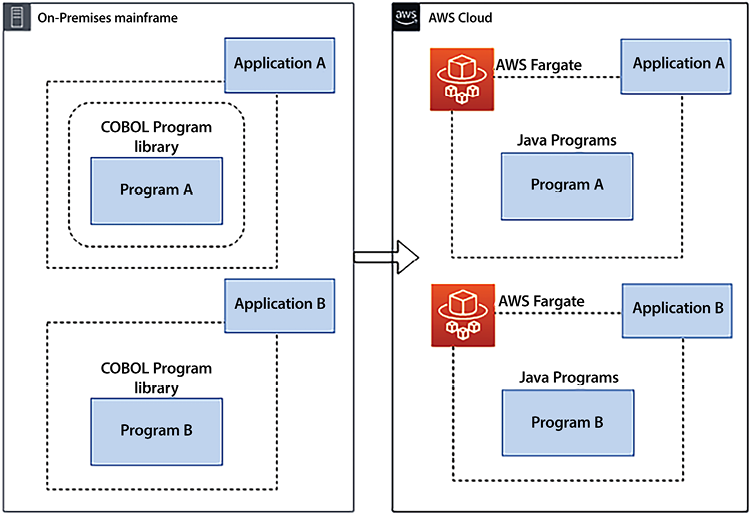 On-Premises mainframe
Application A
COBOL Program
library
Program A
Application B
COBOL Program
library
Program B
aws
AWS Cloud
AWS Fargate
Application A
Java Programs
Program A
AWS Fargate
Application B
Java Programs
Program B